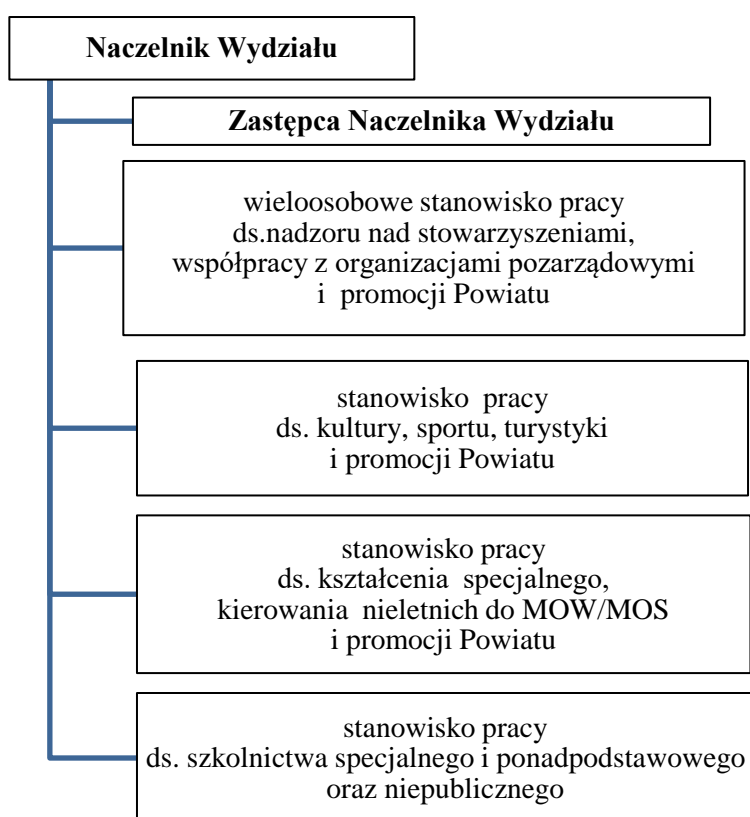 Naczelnik Wydziału
Zastępca Naczelnika Wydziału
wieloosobowe stanowisko pracy
ds.nadzoru nad stowarzyszeniami,
współpracy z organizacjami pozarządowymi
i promocji Powiatu
stanowisko pracy
ds. kultury, sportu, turystyki
i promocji Powiatu
stanowisko pracy
ds. kształcenia specjalnego,
kierowania nieletnich do MOW/MOS
i promocji Powiatu
stanowisko pracy
ds. szkolnictwa specjalnego i ponadpodstawowego
oraz niepublicznego